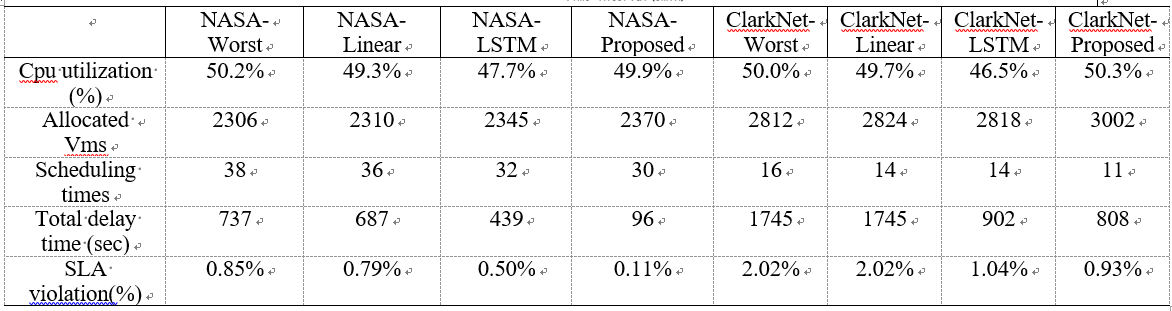 NASA-Worst NASA-Linear NASA-LSTM NASA-Proposed ClarkNet-Worst ClarkNet-Linear ClarkNet-LSTM ClarkNet-Proposed
Cpu utilization (%) 50.2% 49.3% 47.7% 49.9% 50.0% 49.7% 46.5% 50.3%
Allocated Vms 2306 2310 2345 2370 2812 2824 2818 3002
Scheduling times 38 36 32 30 16 14 14 11
Total delay time (sec) 737 687 439 96 1745 1745 902 808
SLA violation(%) 0.85% 0.79% 0.50% 0.11% 2.02% 2.02% 1.04% 0.93%